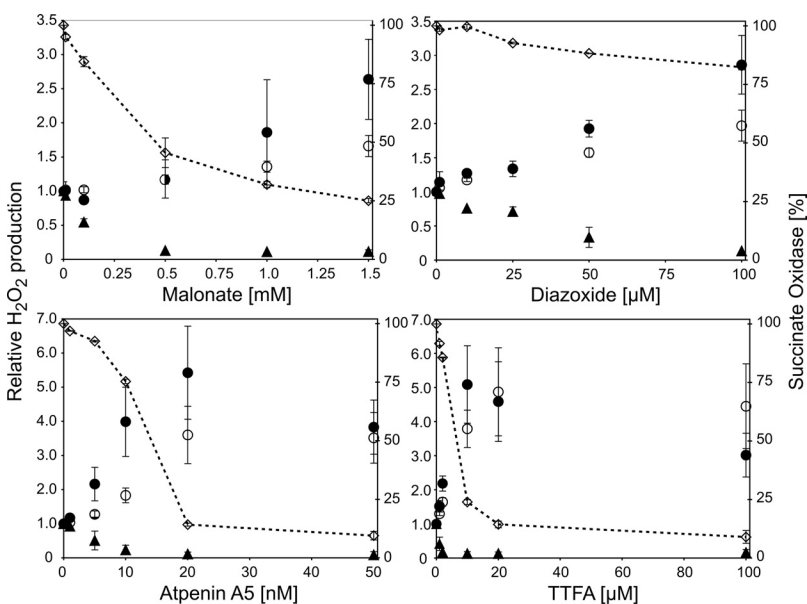 3.5 100 3.5 100
3.0 3.0
2.5 75 2.5 75
2.0 2.0
1.5 50 1.5 50
1.0 1.0
25 25
0.5 0.5
0 0 0 0
0 0.25 0.5 0.75 1.0 1.25 1.5 0 25 50 75 100
Malonate [mM] Diazoxide [µM]
Relative H2O2 production
Succinate Oxidase [%]
7.0 100 7.0 100
6.0 6.0
5.0 75 5.0 75
4.0 4.0
50 50
3.0 3.0
2.0 25 2.0 25
1.0 1.0
0 0 0 0
0 10 20 30 40 50 0 20 40 60 80 100
Atpenin A5 [nM] TTFA [µM]